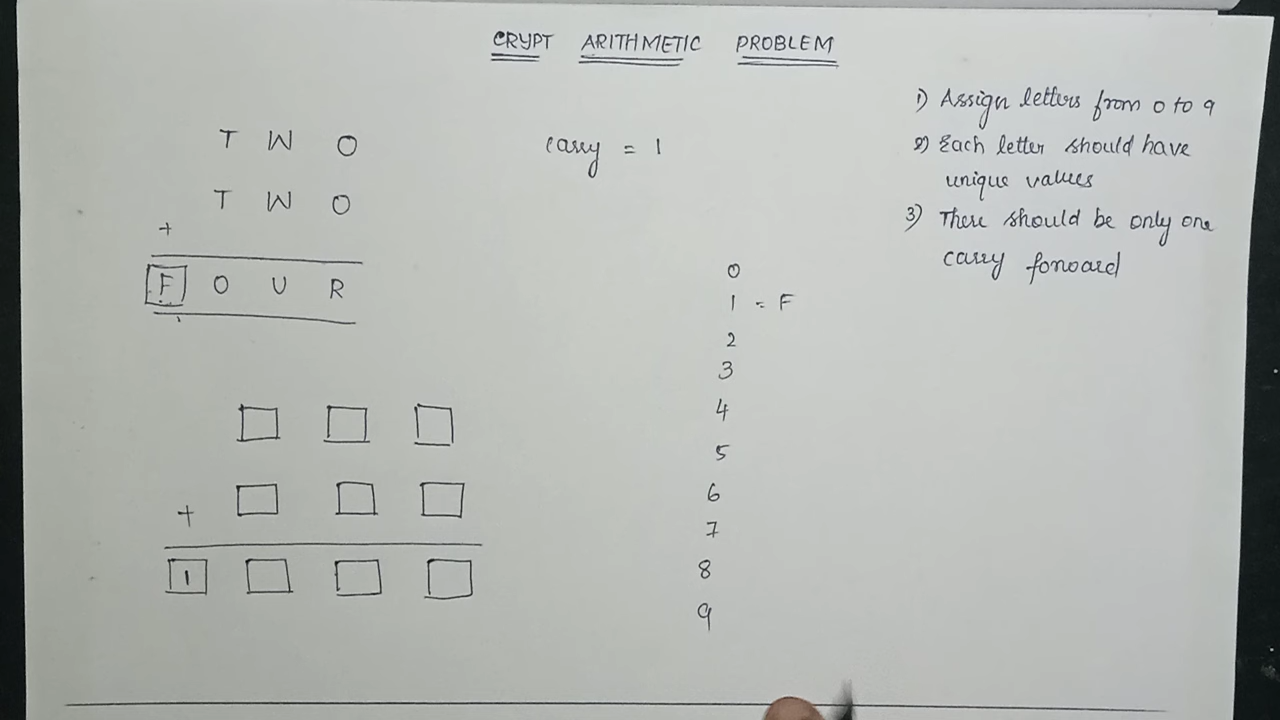 CRYPT ARITHMETIC PROBLEM
T W O
T W O
+
F O U R
carry = 1
1) Assign letters from 0 to 9
2) Each letter should have
unique values
3) There should be only one
carry forword
0
1 = F
2
3
4
5
6
7
8
9
+
1